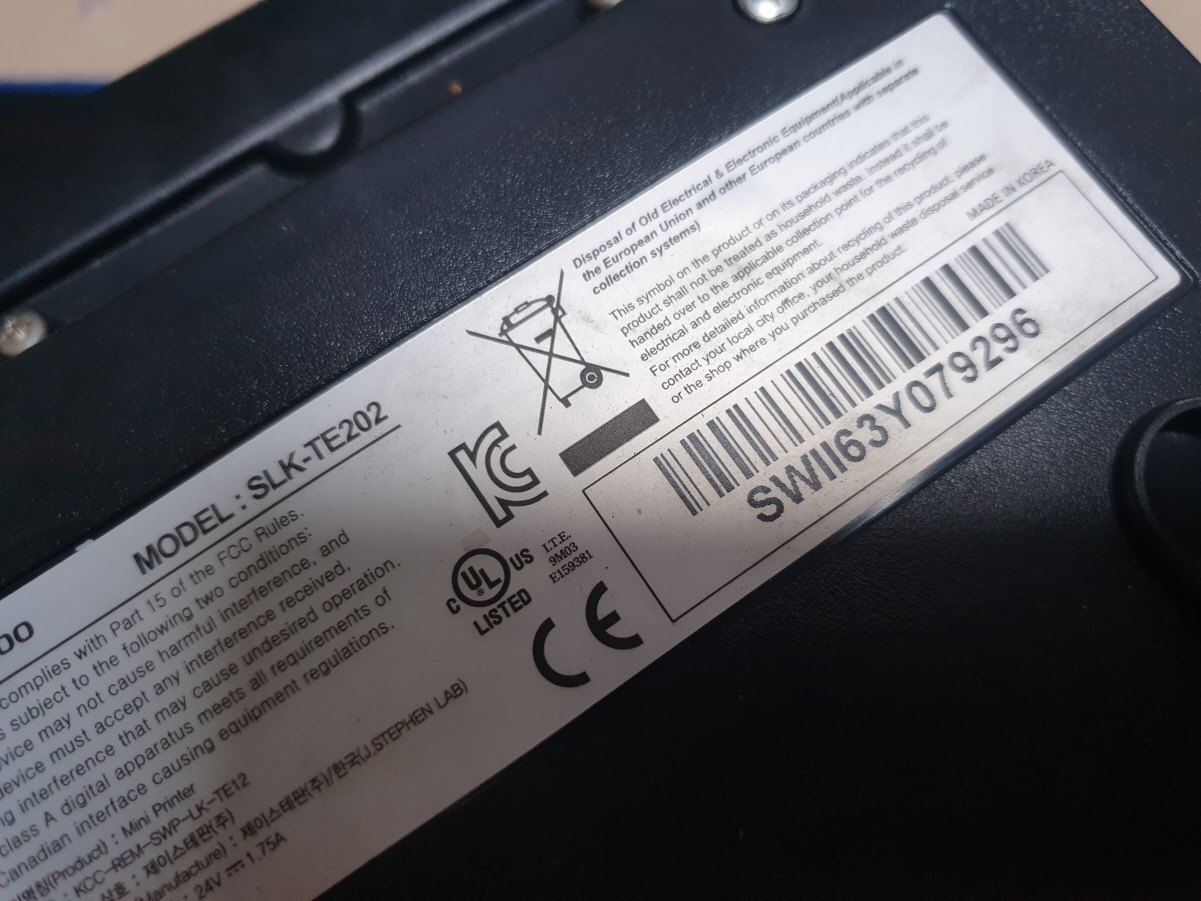 MODEL : SLK-TE202
complies with Part 15 of the FCC Rules.
subject to the following two conditions:
may not cause harmful interference, and
device must accept any interference received,
interference that may cause undesired operation.
class A digital apparatus meets all requirements of
Canadian interface causing equipment regulations.
(Product) : Mini Printer
: KCC-REM-SWP-LK-TE12
상호 : 제이스테판(주)
(Manufacture) : 제이스테판(주)/한국(J.STEPHEN LAB)
: 24V ⎓ 1.75A
Disposal of Old Electrical & Electronic Equipment(Applicable in
the European Union and other European countries with separate
collection systems)
This symbol on the product or on its packaging indicates that this
product shall not be treated as household waste. Instead it shall be
handed over to the applicable collection point for the recycling of
electrical and electronic equipment.
For more detailed information about recycling of this product, please
contact your local city office, your household waste disposal service
or the shop where you purchased the product.
MADE IN KOREA
SWII63Y079296
C UL US
LISTED
I.T.E.
9M03
E159381
CE